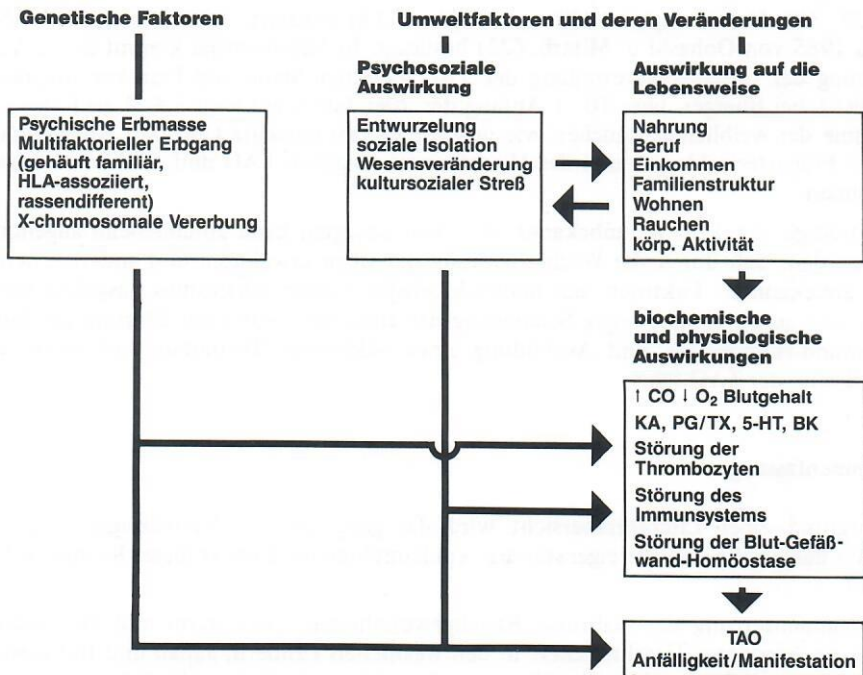 Genetische Faktoren
Umweltfaktoren und deren Veränderungen
Psychosoziale
Auswirkung
Auswirkung auf die
Lebensweise
Psychische Erbmasse
Multifaktorieller Erbgang
(gehäuft familiär,
HLA-assoziiert,
rassendifferent)
X-chromosomale Vererbung
Entwurzelung
soziale Isolation
Wesensveränderung
kultursozialer Streß
Nahrung
Beruf
Einkommen
Familienstruktur
Wohnen
Rauchen
körp. Aktivität
biochemische
und physiologische
Auswirkungen
↑ CO ↓ O₂ Blutgehalt
KA, PG/TX, 5-HT, BK
Störung der
Thrombozyten
Störung des
Immunsystems
Störung der Blut-Gefäß-
wand-Homöostase
TAO
Anfälligkeit/Manifestation